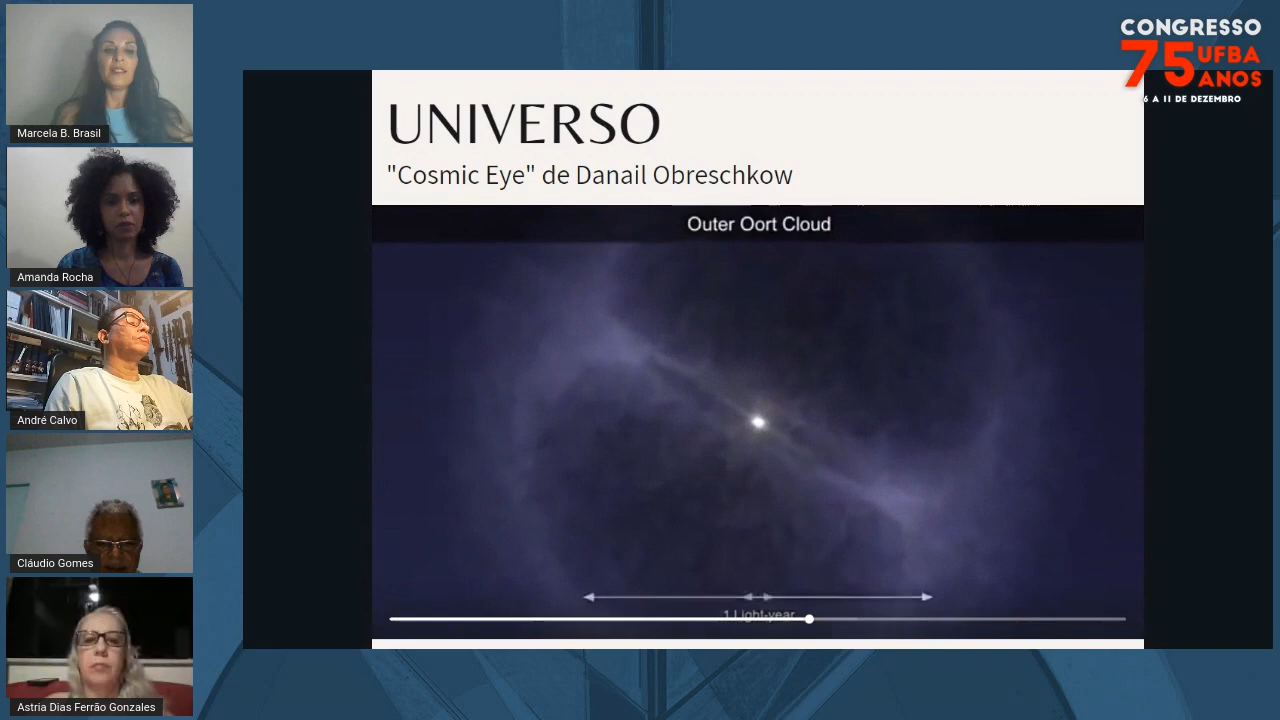 Marcela B. Brasil
Amanda Rocha
André Calvo
Cláudio Gomes
Astria Dias Ferrão Gonzales
UNIVERSO
"Cosmic Eye" de Danail Obreschkow
Outer Oort Cloud
1 Light-year
CONGRESSO
75 UFBA
ANOS
6 A 11 DE DEZEMBRO